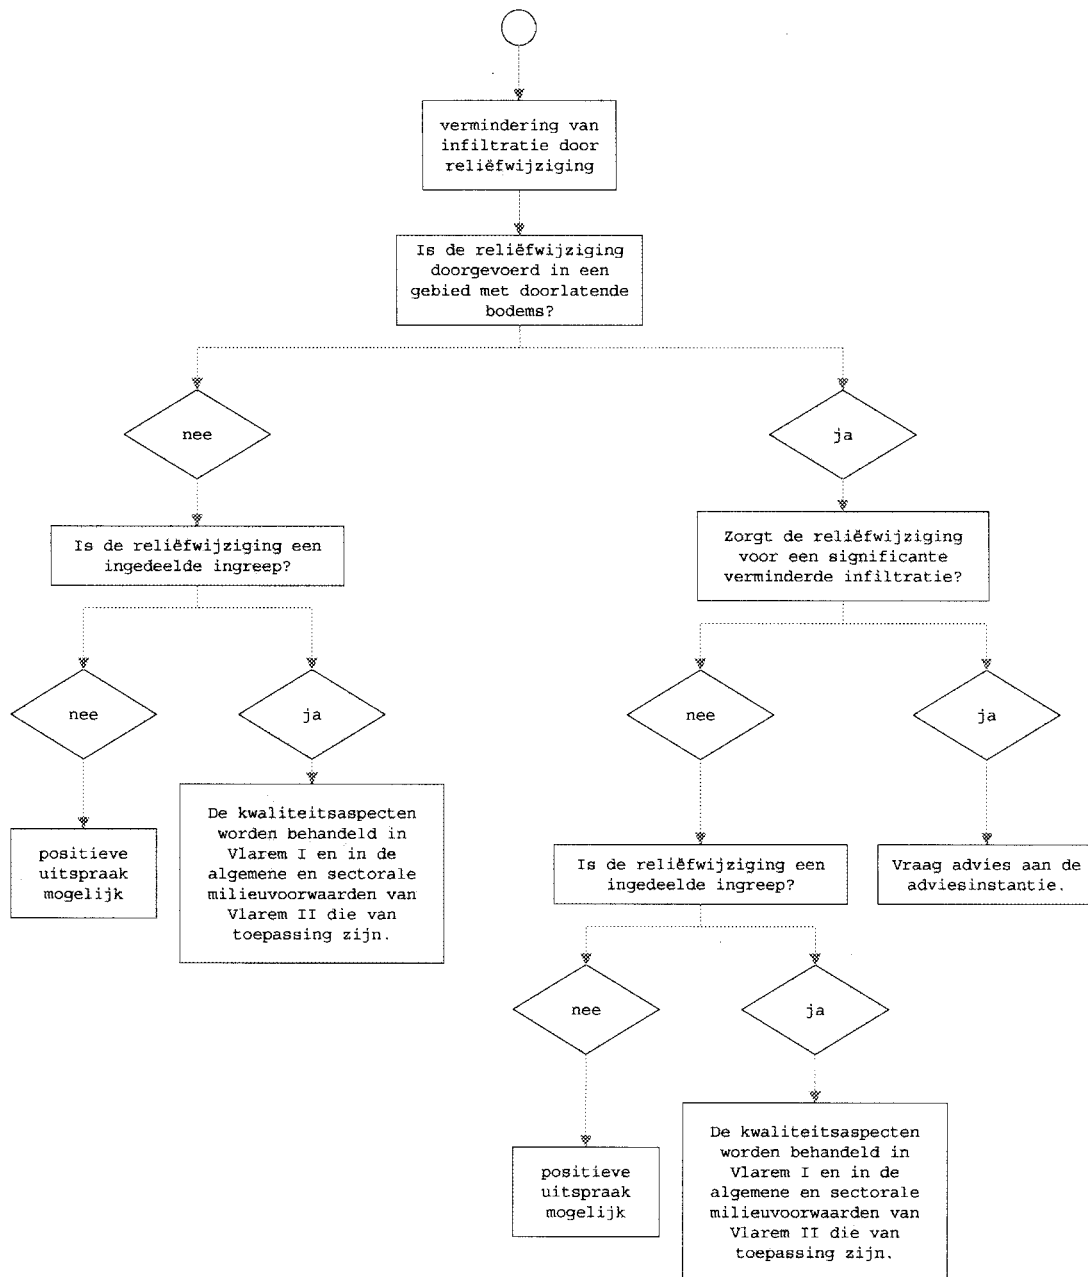 vermindering van
infiltratie door
reliëfwijziging
Is de reliëfwijziging
doorgevoerd in een
gebied met doorlatende
bodems?
nee
ja
Is de reliëfwijziging een
ingedeelde ingreep?
Zorgt de reliëfwijziging
voor een significante
verminderde infiltratie?
nee
ja
nee
ja
positieve
uitspraak
mogelijk
De kwaliteitsaspecten
worden behandeld in
Vlarem I en in de
algemene en sectorale
milieuvoorwaarden van
Vlarem II die van
toepassing zijn.
Is de reliëfwijziging een
ingedeelde ingreep?
Vraag advies aan de
adviesinstantie.
nee
ja
positieve
uitspraak
mogelijk
De kwaliteitsaspecten
worden behandeld in
Vlarem I en in de
algemene en sectorale
milieuvoorwaarden van
Vlarem II die van
toepassing zijn.